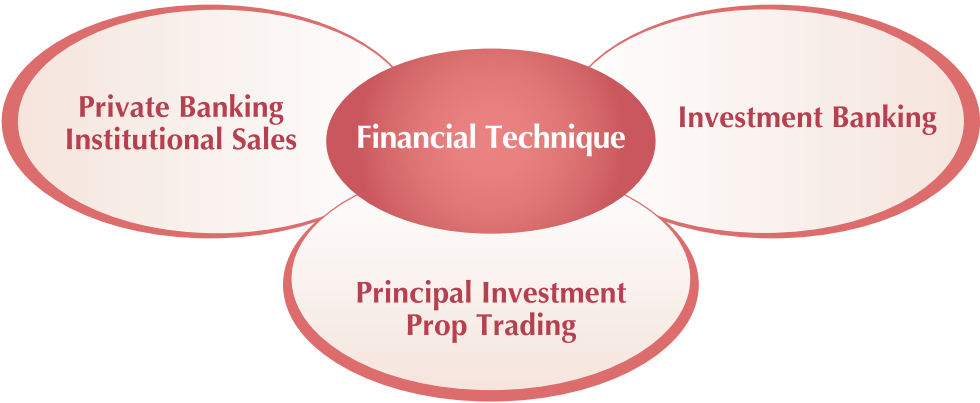 Private Banking
Institutional Sales
Financial Technique
Investment Banking
Principal Investment
Prop Trading